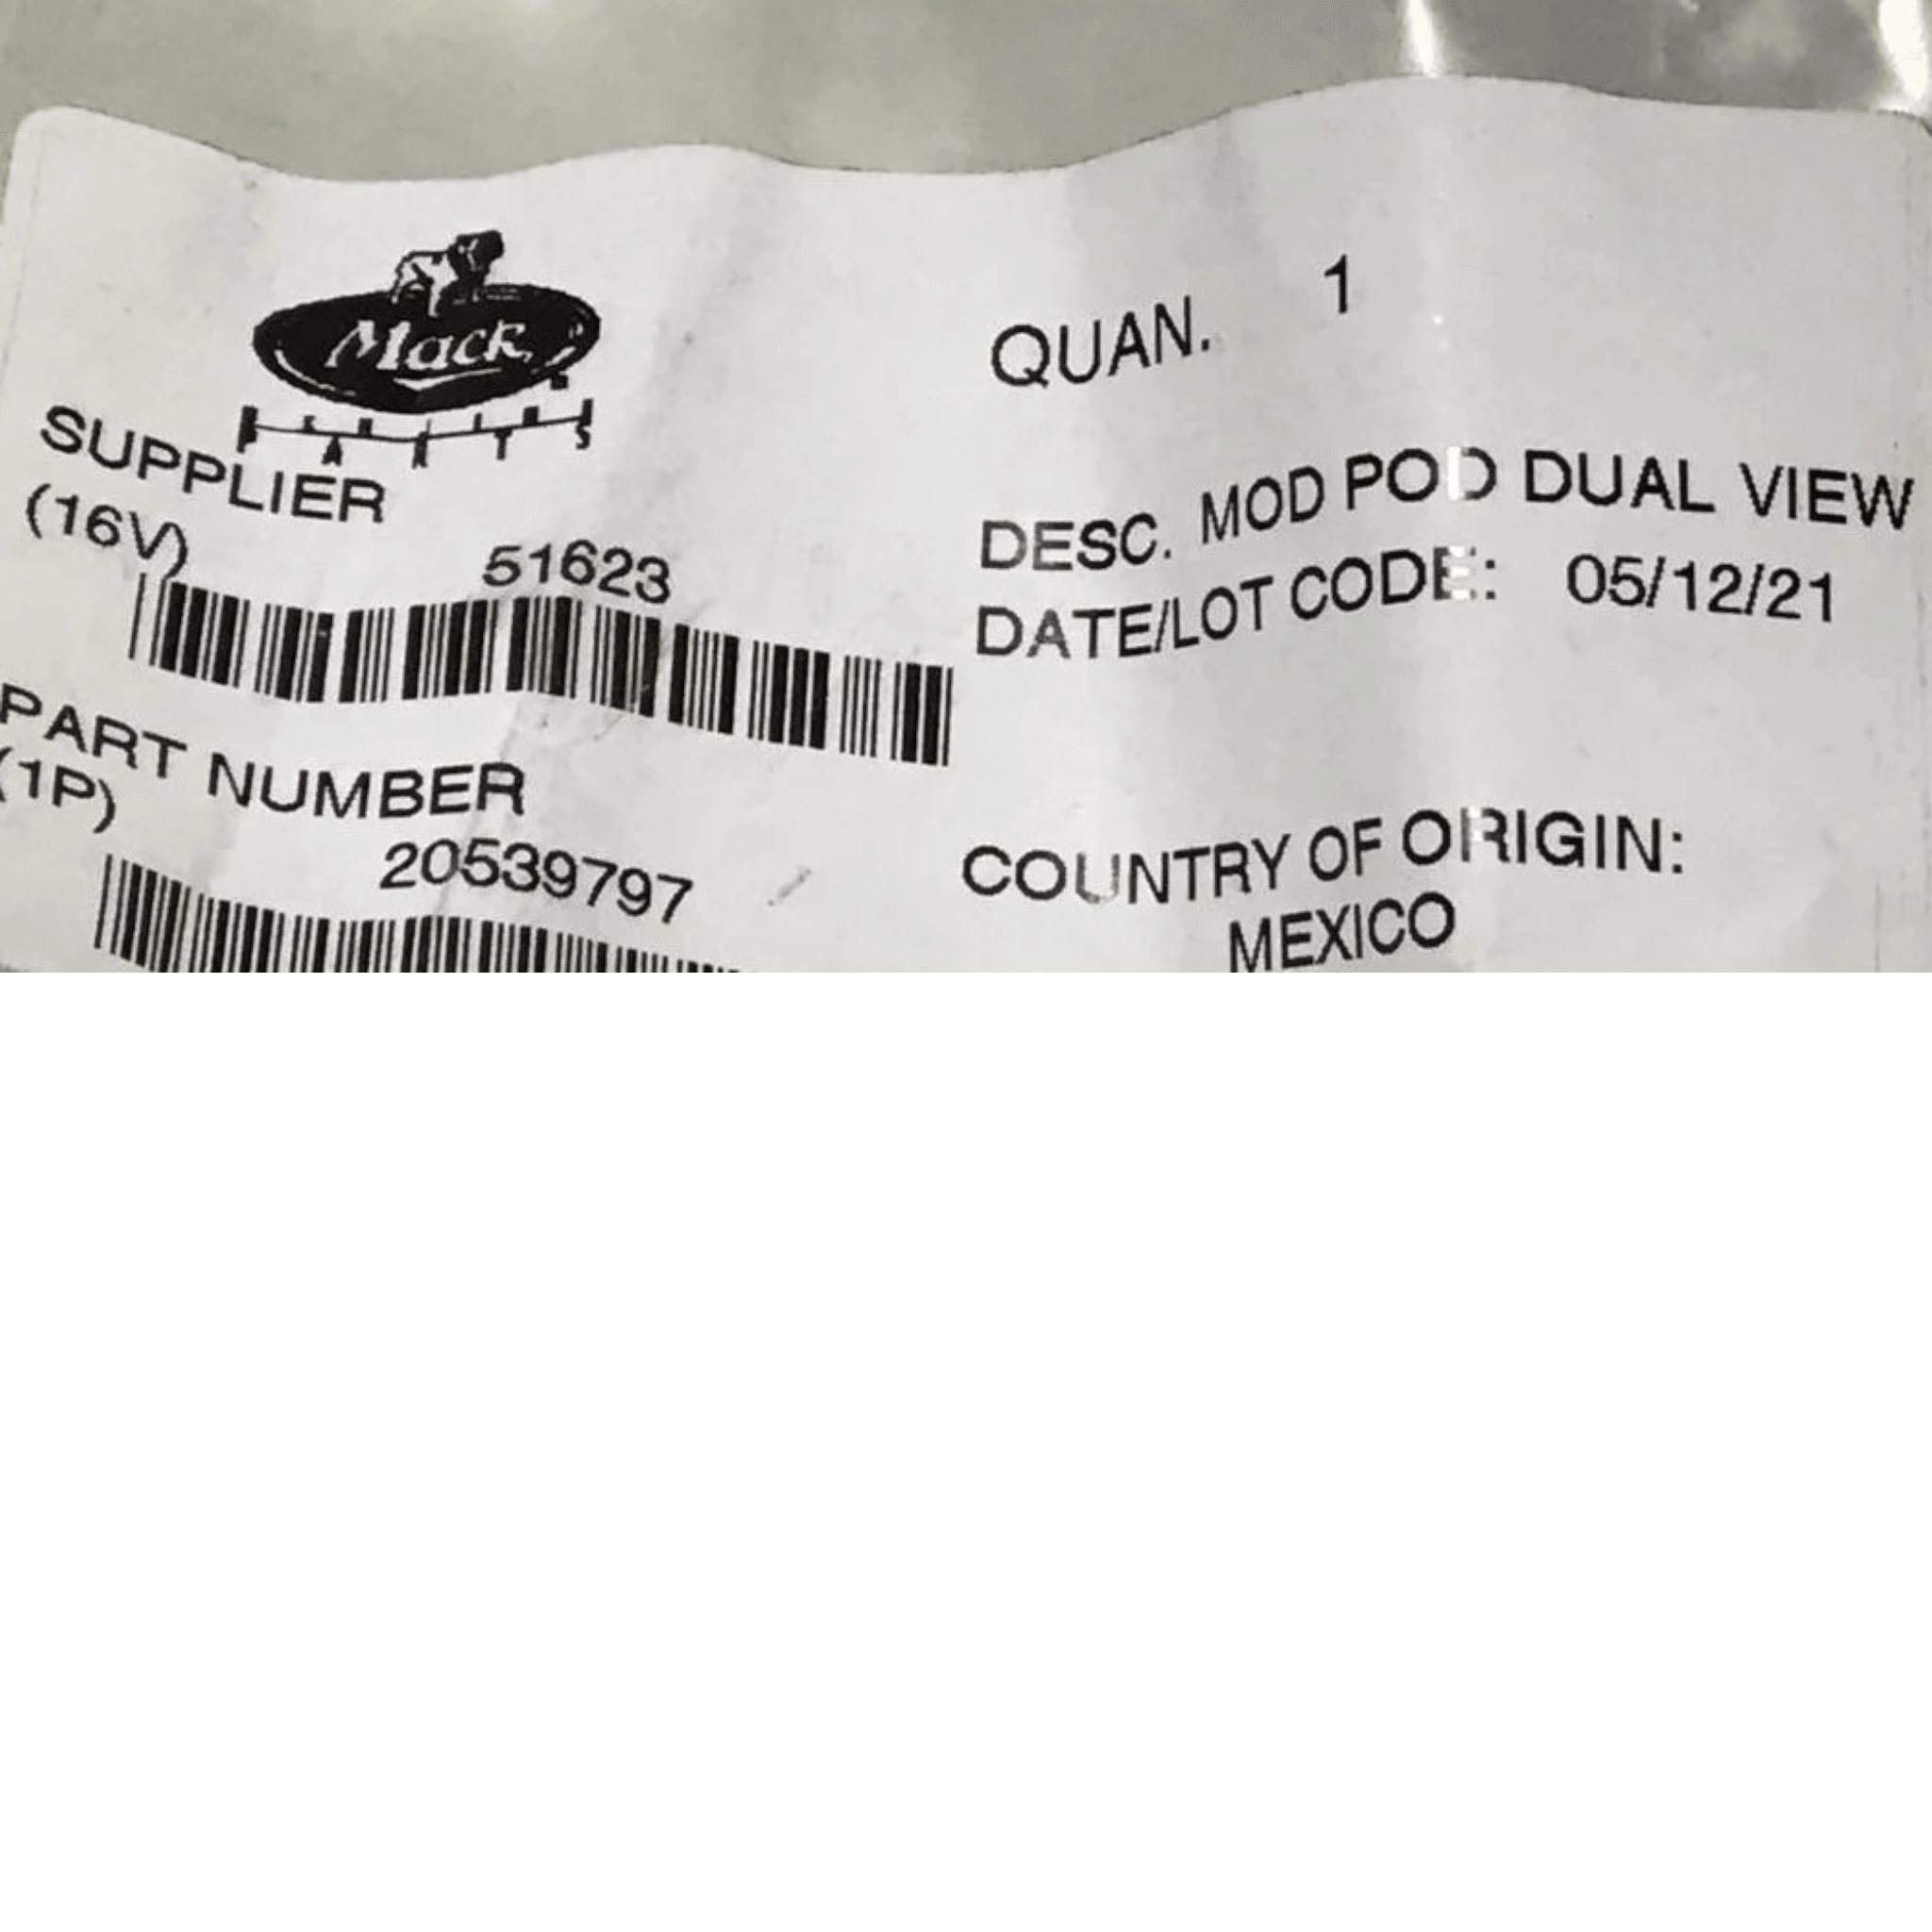 Mack
PARTS
QUAN. 1
SUPPLIER
(16V)
51623
DESC. MOD POD DUAL VIEW
DATE/LOT CODE: 05/12/21
PART NUMBER
(1P)
20539797
COUNTRY OF ORIGIN:
MEXICO